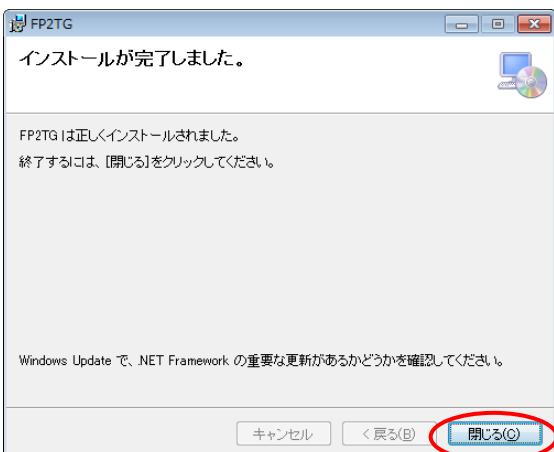 FP2TG
インストールが完了しました。
FP2TG は正しくインストールされました。
終了するには、[閉じる]をクリックしてください。
Windows Update で、.NET Framework の重要な更新があるかどうかを確認してください。
キャンセル
< 戻る(B)
閉じる(C)